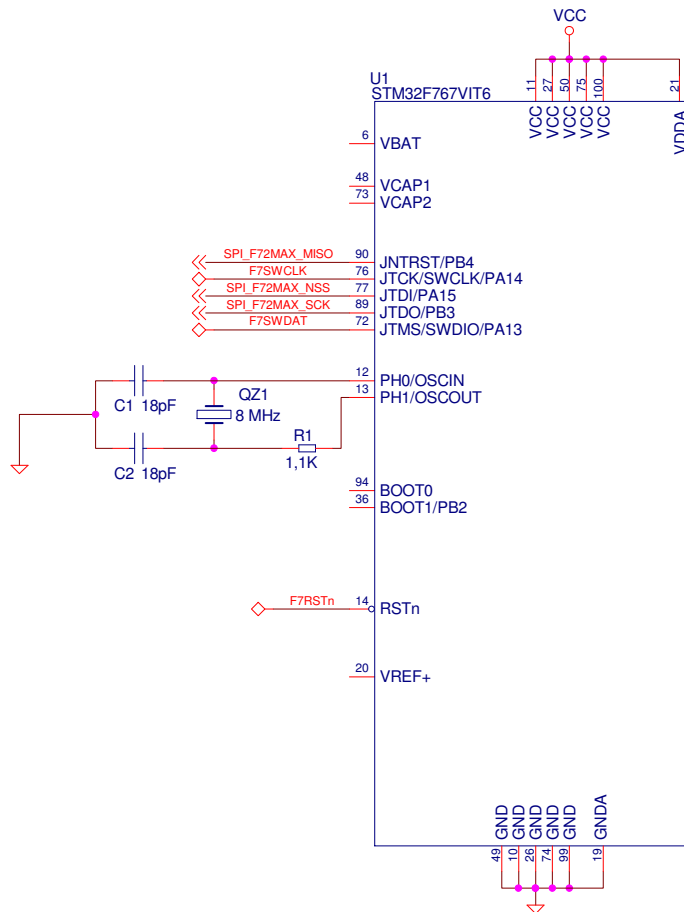 VCC
U1
STM32F767VIT6
11
27
50
75
100
21
VCC
VCC
VCC
VCC
VCC
VDDA
6 VBAT
48 VCAP1
73 VCAP2
SPI_F72MAX_MISO 90 JNTRST/PB4
F7SWCLK 76 JTCK/SWCLK/PA14
SPI_F72MAX_NSS 77 JTDI/PA15
SPI_F72MAX_SCK 89 JTDO/PB3
F7SWDAT 72 JTMS/SWDIO/PA13
12 PH0/OSCIN
13 PH1/OSCOUT
C1 18pF
QZ1
8 MHz
R1
1,1K
C2 18pF
94 BOOT0
36 BOOT1/PB2
F7RSTn 14 RSTn
20 VREF+
GND
GND
GND
GND
GND
GNDA
49
10
26
74
99
19